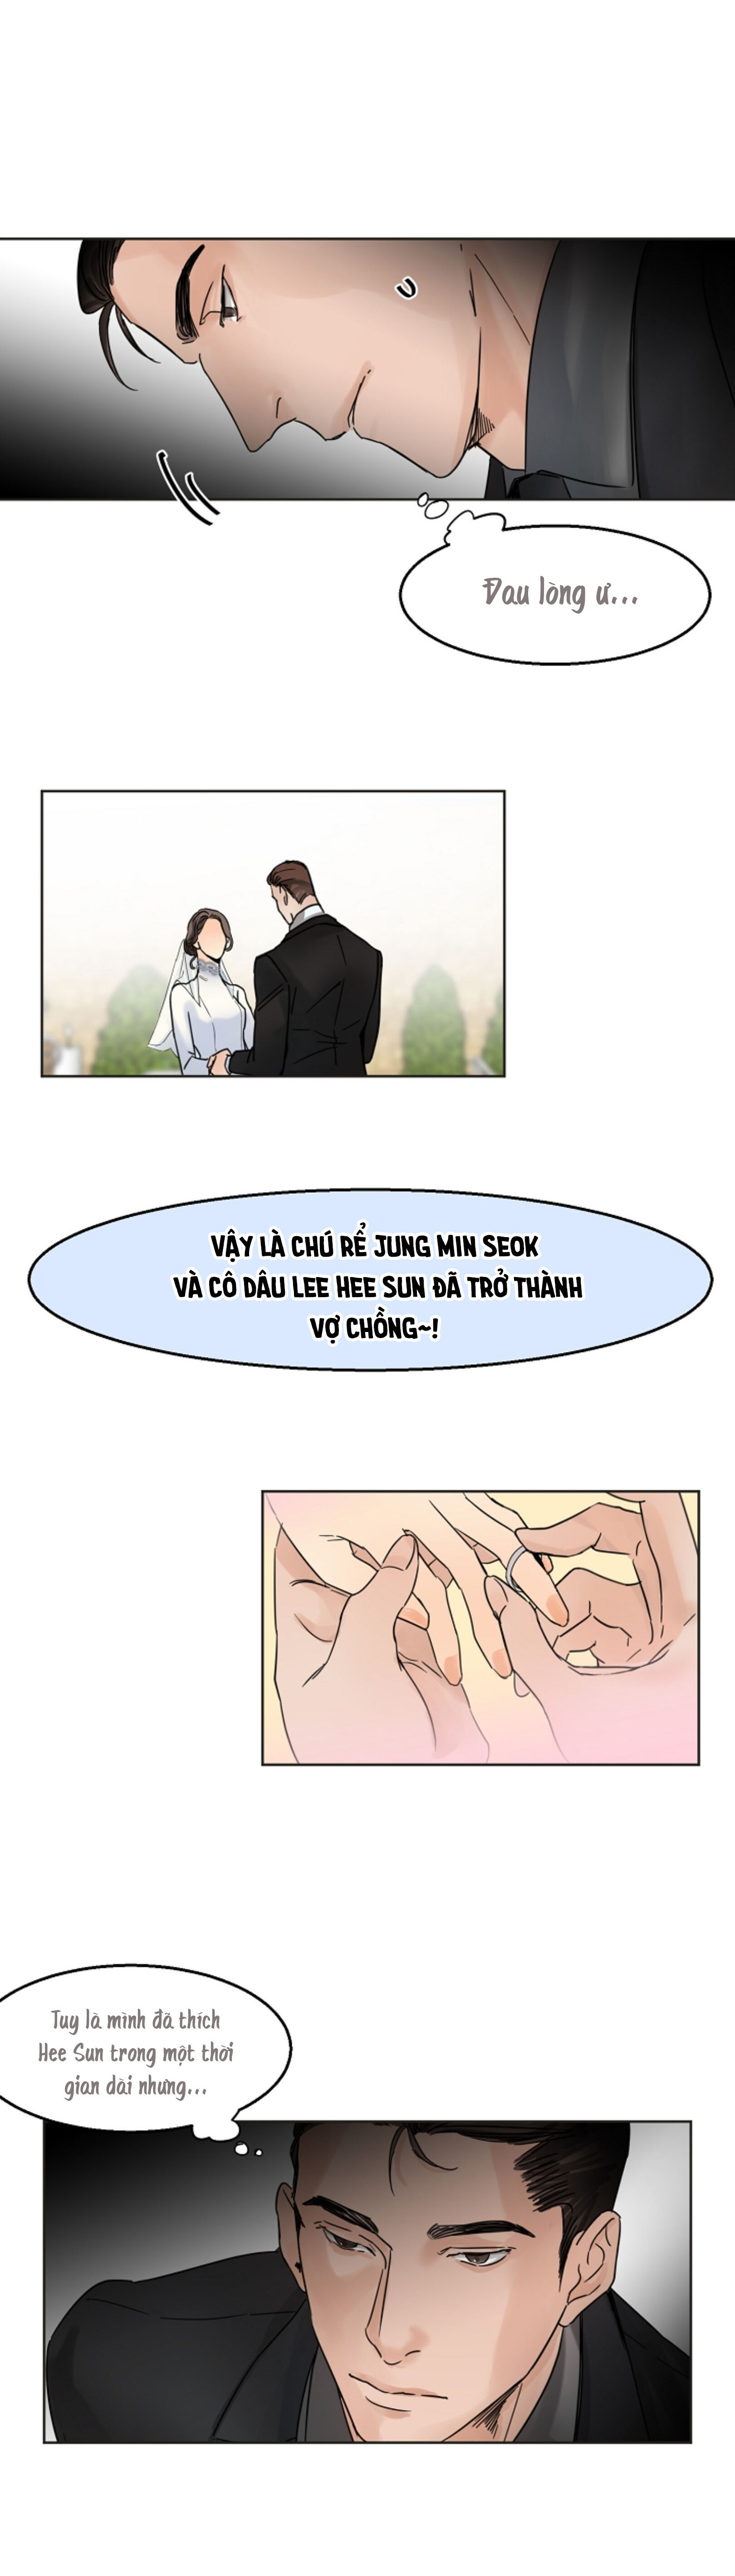 Đau lòng ư...
VẬY LÀ CHÚ RỂ JUNG MIN SEOK
VÀ CÔ DÂU LEE HEE SUN ĐÃ TRỞ THÀNH
VỢ CHỒNG~!
Tuy là mình đã thích
Hee Sun trong một thời
gian dài nhưng...